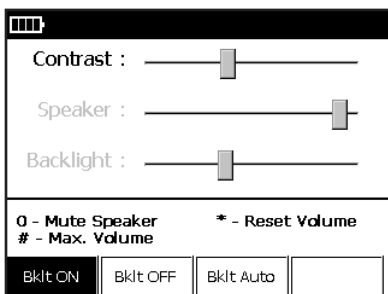 Contrast :
Speaker :
Backlight :
0 - Mute Speaker * - Reset Volume
# - Max. Volume
Bklt ON Bklt OFF Bklt Auto